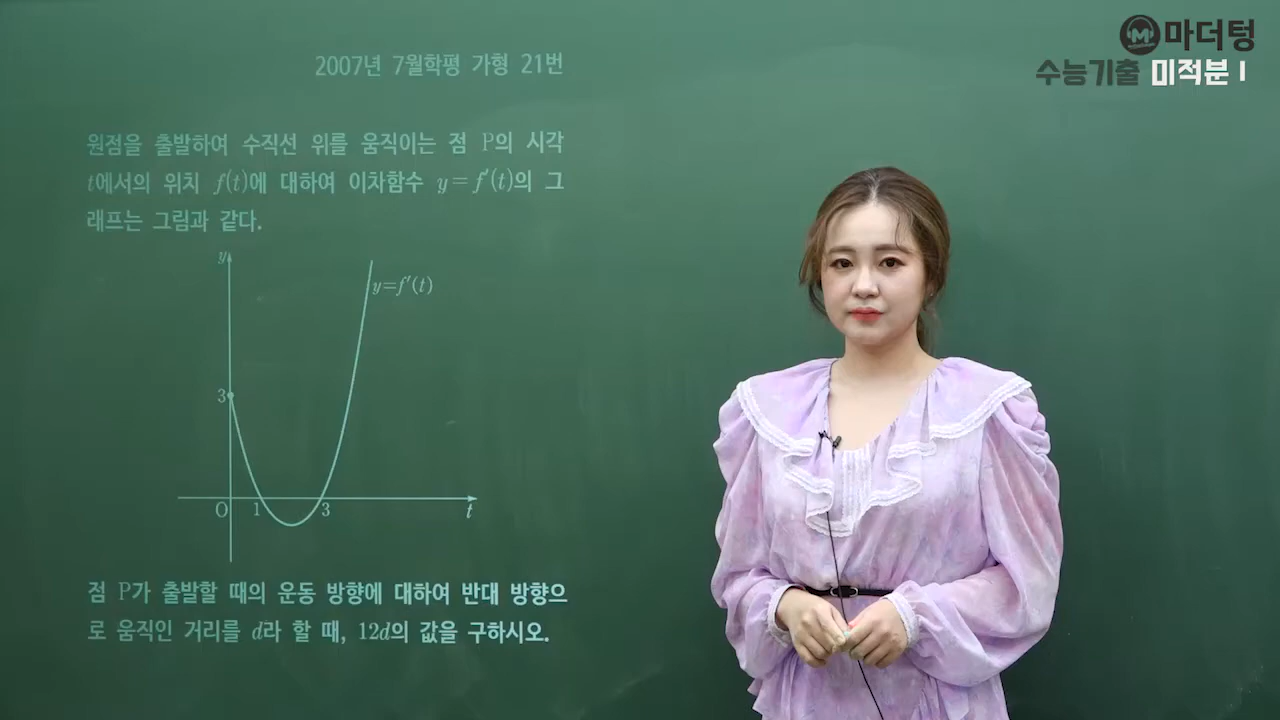 마더텅
수능기출 미적분 I
2007년 7월학평 가형 21번
원점을 출발하여 수직선 위를 움직이는 점 P의 시각
t에서의 위치 f(t)에 대하여 이차함수 y=f'(t)의 그
래프는 그림과 같다.
y
y=f'(t)
3
O 1 3 t
점 P가 출발할 때의 운동 방향에 대하여 반대 방향으
로 움직인 거리를 d라 할 때, 12d의 값을 구하시오.